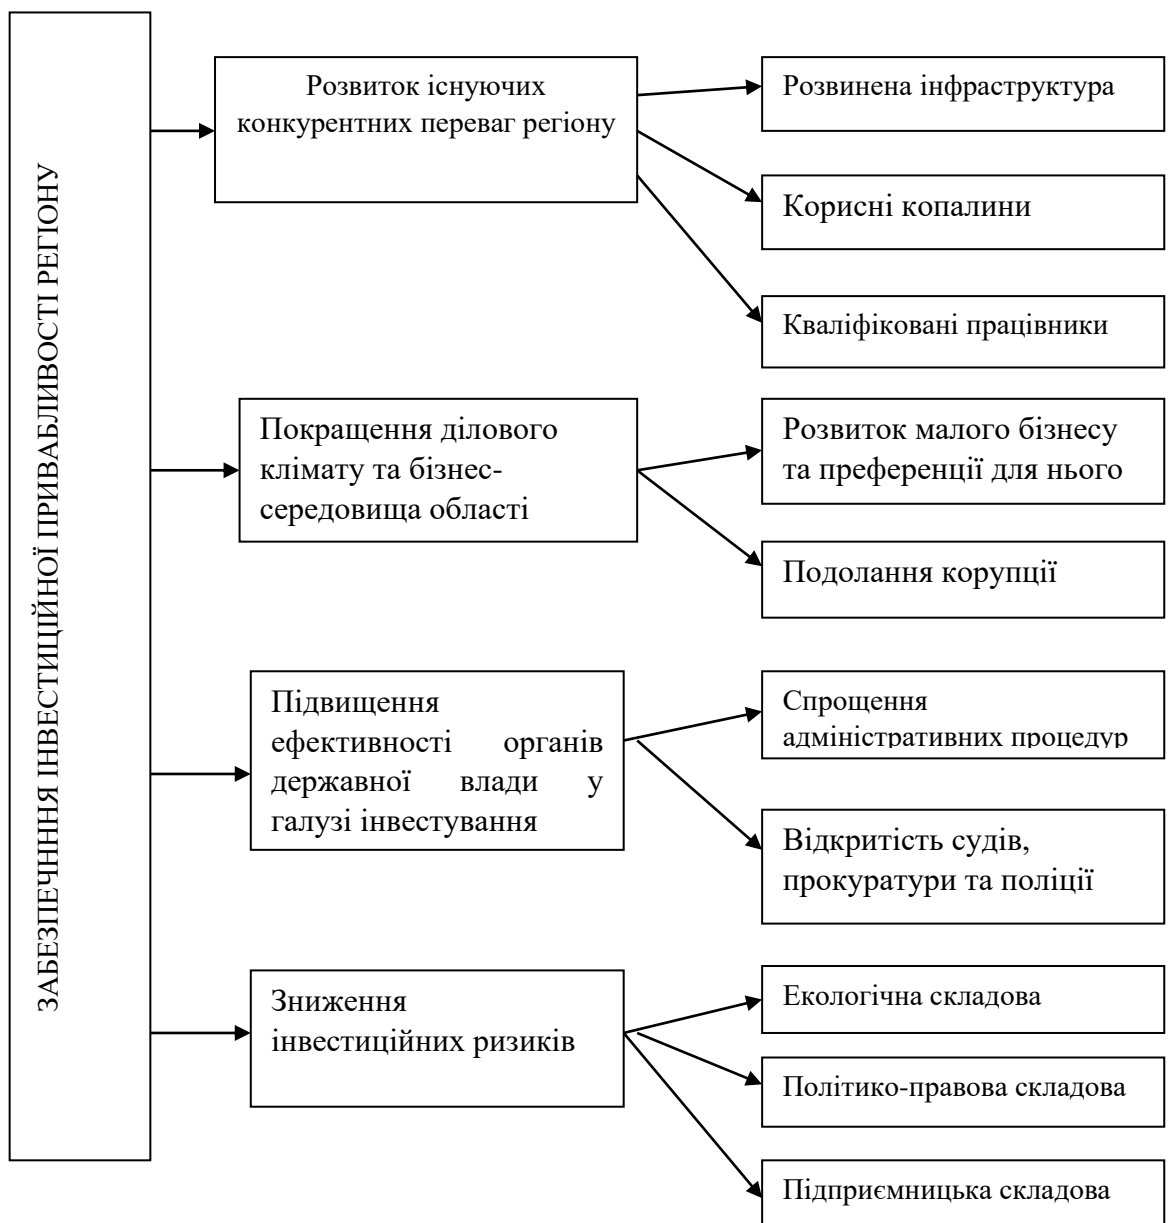 ЗАБЕЗПЕЧНННЯ ІНВЕСТИЦІЙНОЇ ПРИВАБЛИВОСТІ РЕГІОНУ
Розвиток існуючих
конкурентних переваг регіону
Розвинена інфраструктура
Корисні копалини
Кваліфіковані працівники
Покращення ділового
клімату та бізнес-
середовища області
Розвиток малого бізнесу
та преференції для нього
Подолання корупції
Підвищення
ефективності органів
державної влади у
галузі інвестування
Спрощення
адміністративних процедур
Відкритість судів,
прокуратури та поліції
Зниження
інвестиційних ризиків
Екологічна складова
Політико-правова складова
Підприємницька складова